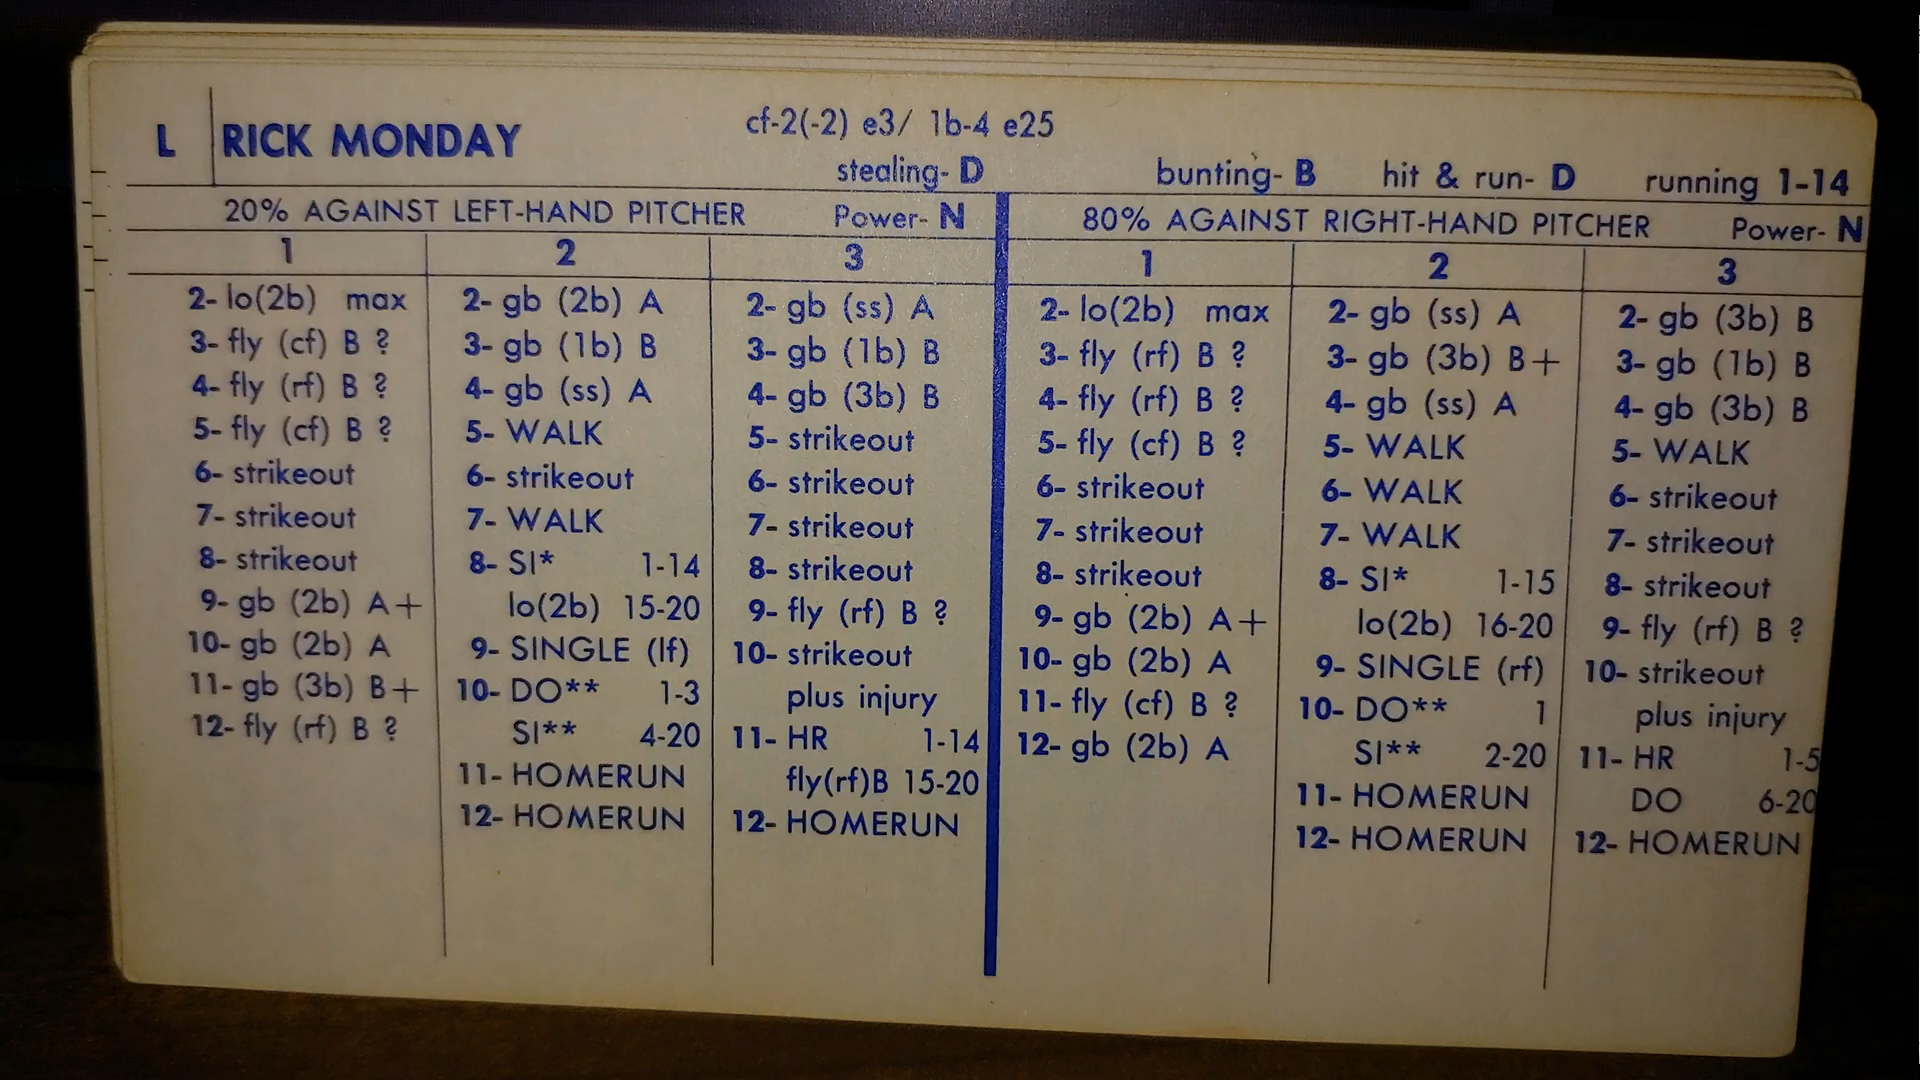 L RICK MONDAY cf-2(-2) e3/ 1b-4 e25
stealing- D bunting- B hit & run- D running 1-14
20% AGAINST LEFT-HAND PITCHER Power- N
1
2- lo(2b) max
3- fly (cf) B ?
4- fly (rf) B ?
5- fly (cf) B ?
6- strikeout
7- strikeout
8- strikeout
9- gb (2b) A+
10- gb (2b) A
11- gb (3b) B+
12- fly (rf) B ?
2
2- gb (2b) A
3- gb (1b) B
4- gb (ss) A
5- WALK
6- strikeout
7- WALK
8- SI* 1-14
lo(2b) 15-20
9- SINGLE (lf)
10- DO** 1-3
SI** 4-20
11- HOMERUN
12- HOMERUN
3
2- gb (ss) A
3- gb (1b) B
4- gb (3b) B
5- strikeout
6- strikeout
7- strikeout
8- strikeout
9- fly (rf) B ?
10- strikeout
plus injury
11- HR 1-14
fly(rf)B 15-20
12- HOMERUN
80% AGAINST RIGHT-HAND PITCHER Power- N
1
2- lo(2b) max
3- fly (rf) B ?
4- fly (rf) B ?
5- fly (cf) B ?
6- strikeout
7- strikeout
8- strikeout
9- gb (2b) A+
10- gb (2b) A
11- fly (cf) B ?
12- gb (2b) A
2
2- gb (ss) A
3- gb (3b) B+
4- gb (ss) A
5- WALK
6- WALK
7- WALK
8- SI* 1-15
lo(2b) 16-20
9- SINGLE (rf)
10- DO** 1
SI** 2-20
11- HOMERUN
12- HOMERUN
3
2- gb (3b) B
3- gb (1b) B
4- gb (3b) B
5- WALK
6- strikeout
7- strikeout
8- strikeout
9- fly (rf) B ?
10- strikeout
plus injury
11- HR 1-5
DO 6-20
12- HOMERUN